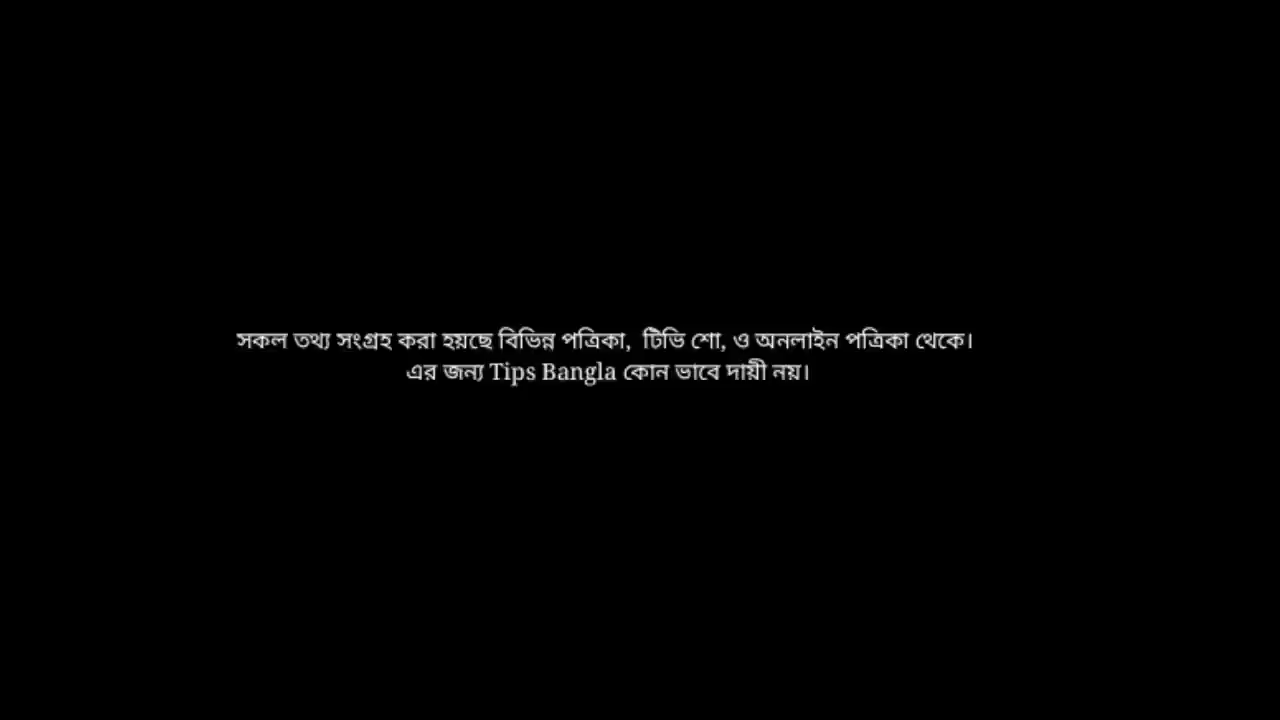 সকল তথ্য সংগ্রহ করা হয়ছে বিভিন্ন পত্রিকা, টিভি শো, ও অনলাইন পত্রিকা থেকে।
এর জন্য Tips Bangla কোন ভাবে দায়ী নয়।